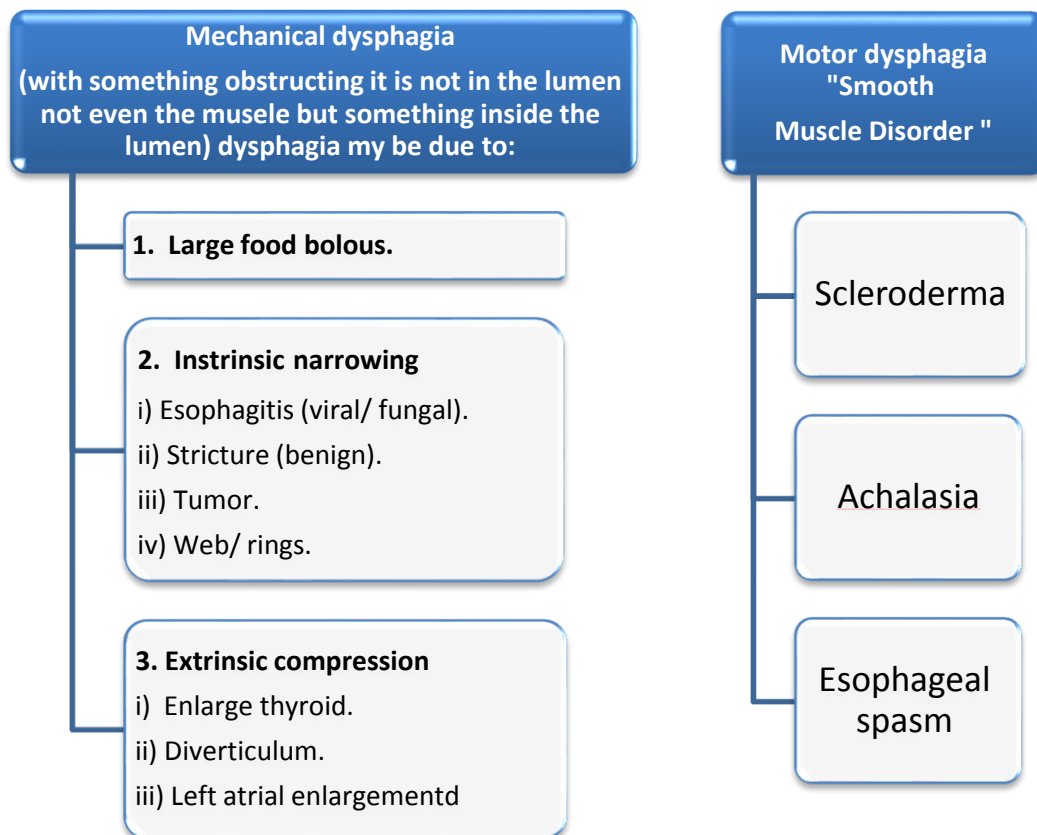 Mechanical dysphagia
(with something obstructing it is not in the lumen
not even the musele but something inside the
lumen) dysphagia my be due to:
1. Large food bolous.
2. Instrinsic narrowing
i) Esophagitis (viral/ fungal).
ii) Stricture (benign).
iii) Tumor.
iv) Web/ rings.
3. Extrinsic compression
i) Enlarge thyroid.
ii) Diverticulum.
iii) Left atrial enlargementd
Motor dysphagia
"Smooth
Muscle Disorder "
Scleroderma
Achalasia
Esophageal
spasm